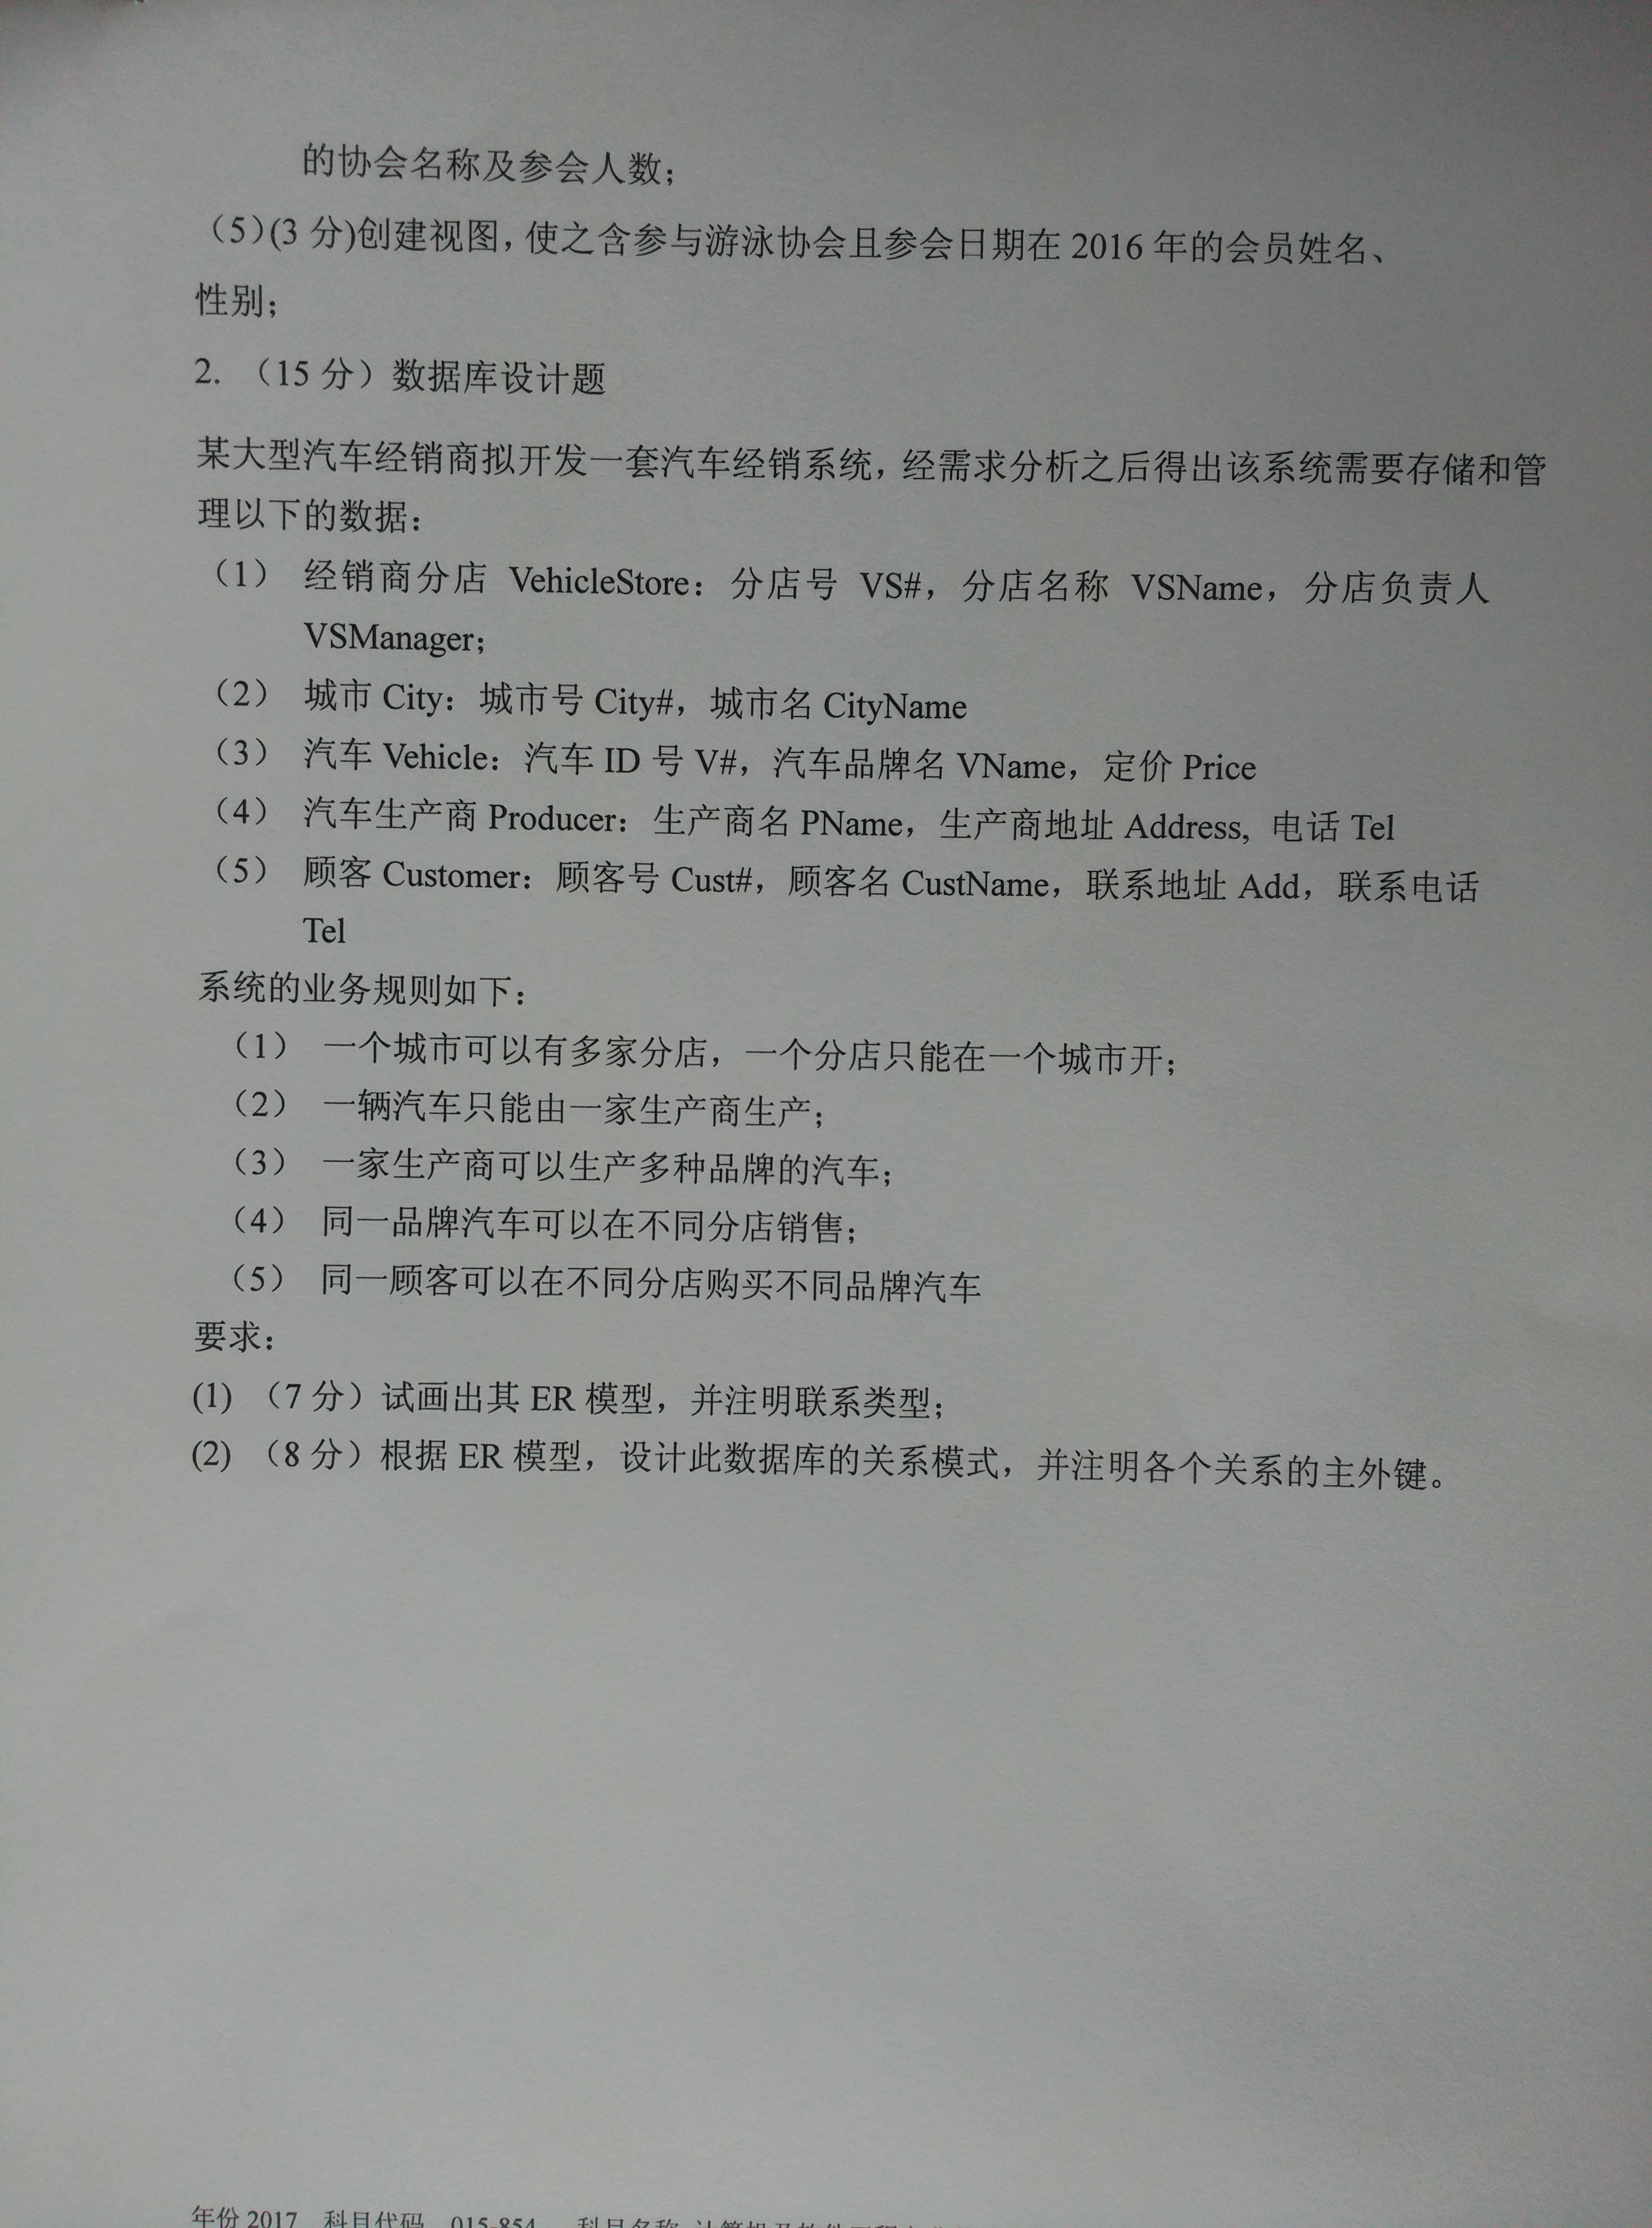 的协会名称及参会人数；
（5）(3 分)创建视图，使之含参与游泳协会且参会日期在 2016 年的会员姓名、
性别；
2. （15 分）数据库设计题
某大型汽车经销商拟开发一套汽车经销系统，经需求分析之后得出该系统需要存储和管
理以下的数据：
（1） 经销商分店 VehicleStore：分店号 VS#，分店名称 VSName，分店负责人
VSManager；
（2） 城市 City：城市号 City#，城市名 CityName
（3） 汽车 Vehicle：汽车 ID 号 V#，汽车品牌名 VName，定价 Price
（4） 汽车生产商 Producer：生产商名 PName，生产商地址 Address, 电话 Tel
（5） 顾客 Customer：顾客号 Cust#，顾客名 CustName，联系地址 Add，联系电话
Tel
系统的业务规则如下：
（1） 一个城市可以有多家分店，一个分店只能在一个城市开；
（2） 一辆汽车只能由一家生产商生产；
（3） 一家生产商可以生产多种品牌的汽车；
（4） 同一品牌汽车可以在不同分店销售；
（5） 同一顾客可以在不同分店购买不同品牌汽车
要求：
(1) （7 分）试画出其 ER 模型，并注明联系类型；
(2) （8 分）根据 ER 模型，设计此数据库的关系模式，并注明各个关系的主外键。
年份 2017 科目代码 015-854 科目名称